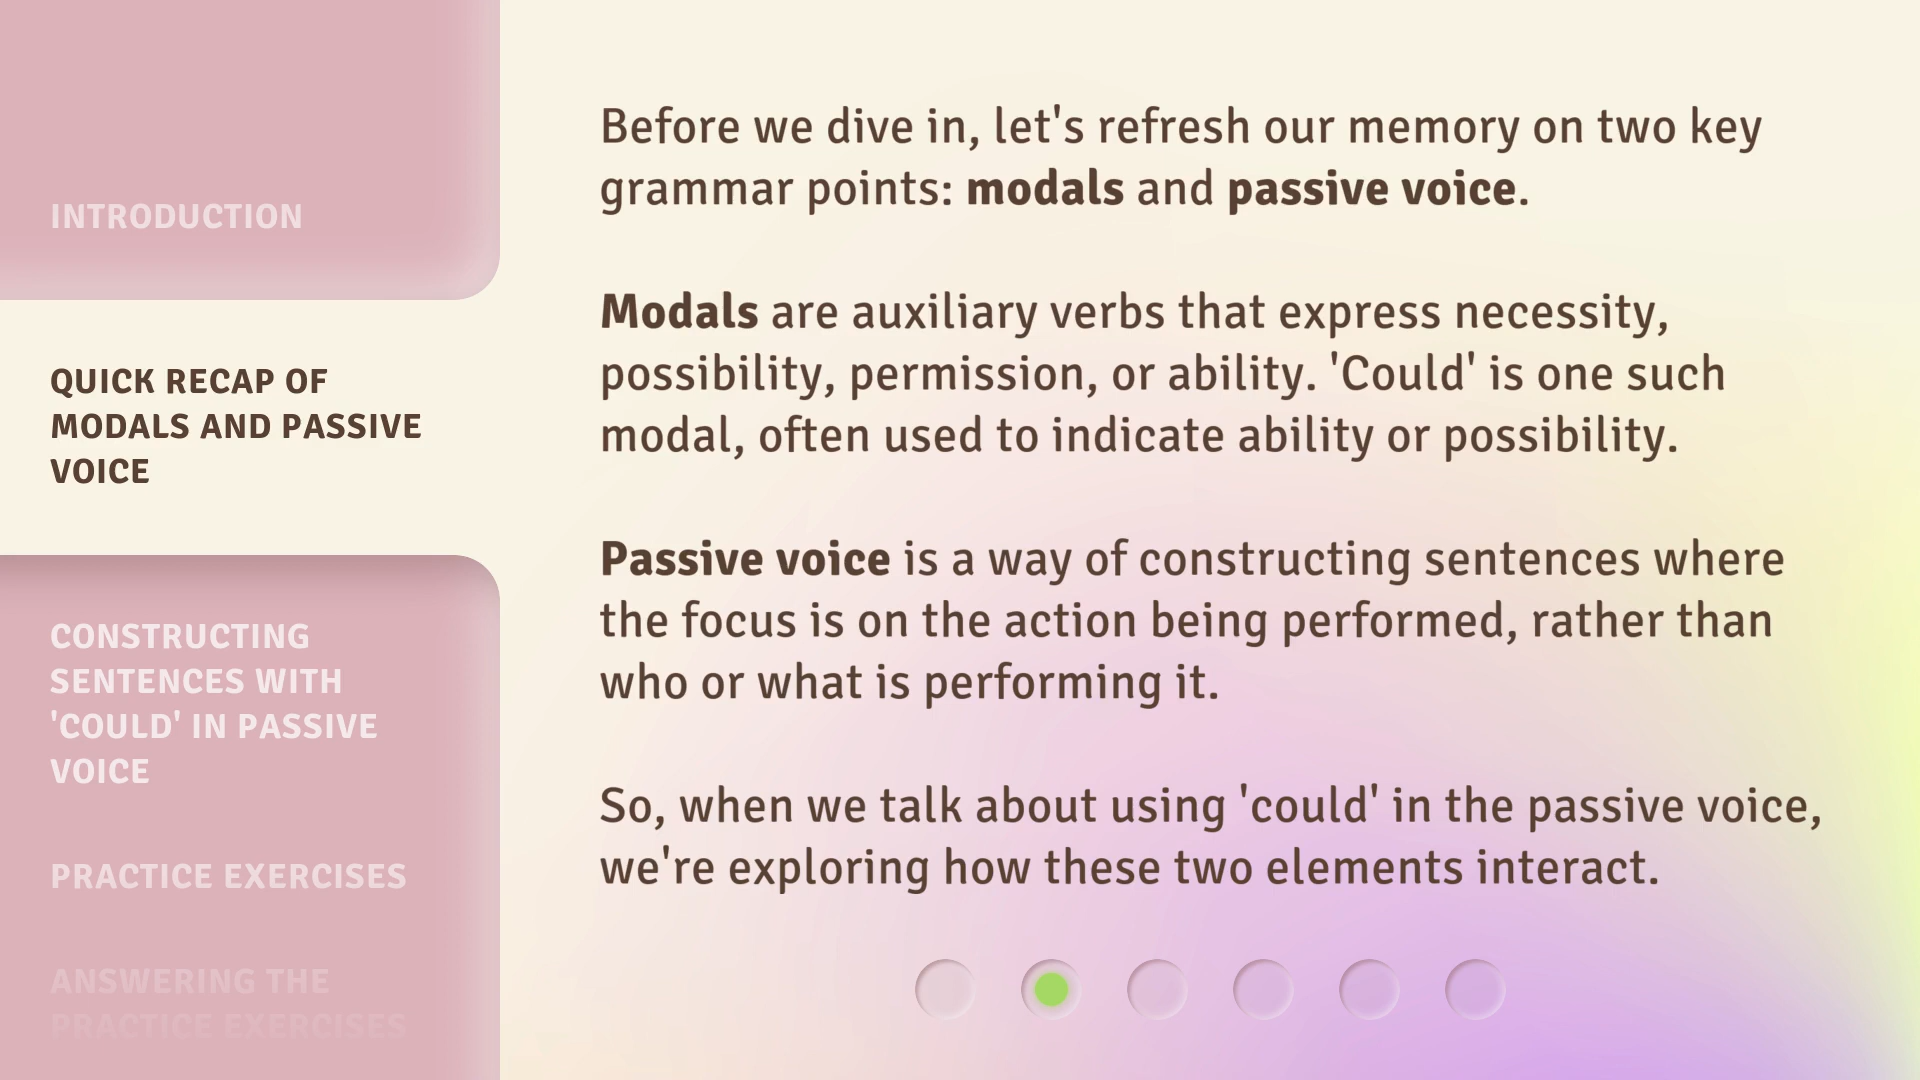 INTRODUCTION
QUICK RECAP OF
MODALS AND PASSIVE
VOICE
CONSTRUCTING
SENTENCES WITH
'COULD' IN PASSIVE
VOICE
PRACTICE EXERCISES
ANSWERING THE
PRACTICE EXERCISES
Before we dive in, let's refresh our memory on two key
grammar points: modals and passive voice.
Modals are auxiliary verbs that express necessity,
possibility, permission, or ability. 'Could' is one such
modal, often used to indicate ability or possibility.
Passive voice is a way of constructing sentences where
the focus is on the action being performed, rather than
who or what is performing it.
So, when we talk about using 'could' in the passive voice,
we're exploring how these two elements interact.